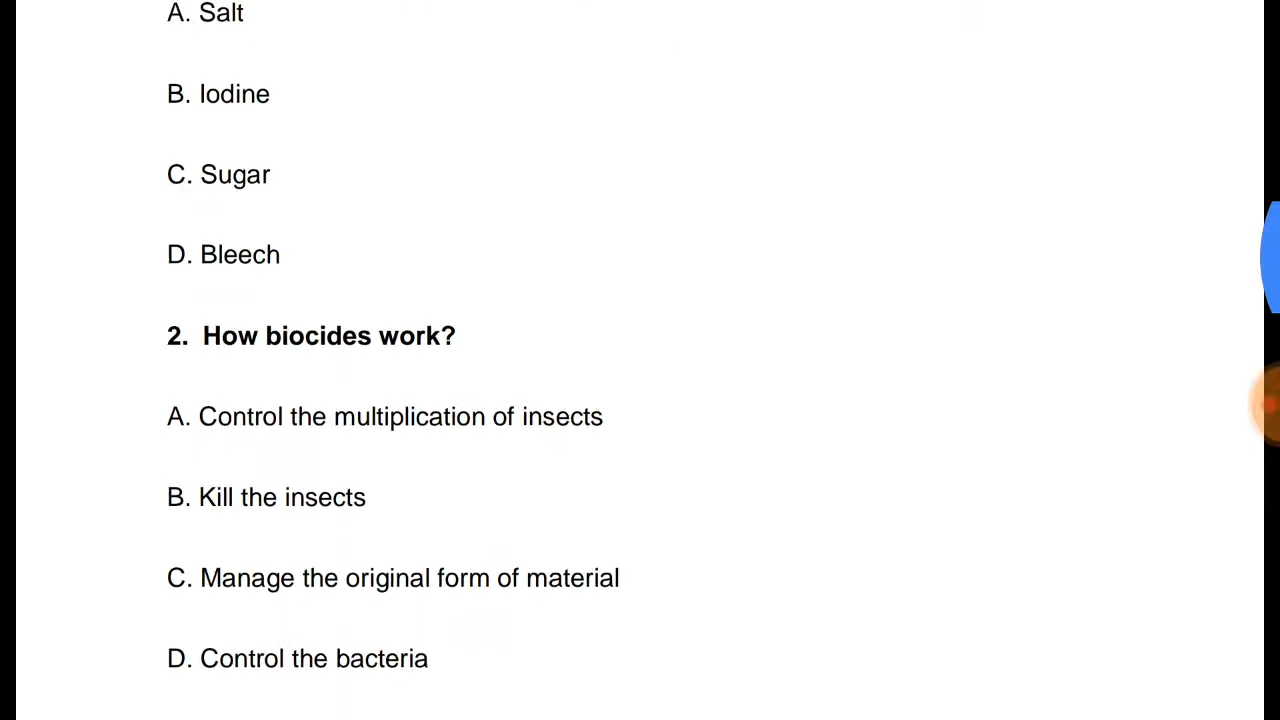 A. Salt
B. Iodine
C. Sugar
D. Bleech
2. How biocides work?
A. Control the multiplication of insects
B. Kill the insects
C. Manage the original form of material
D. Control the bacteria